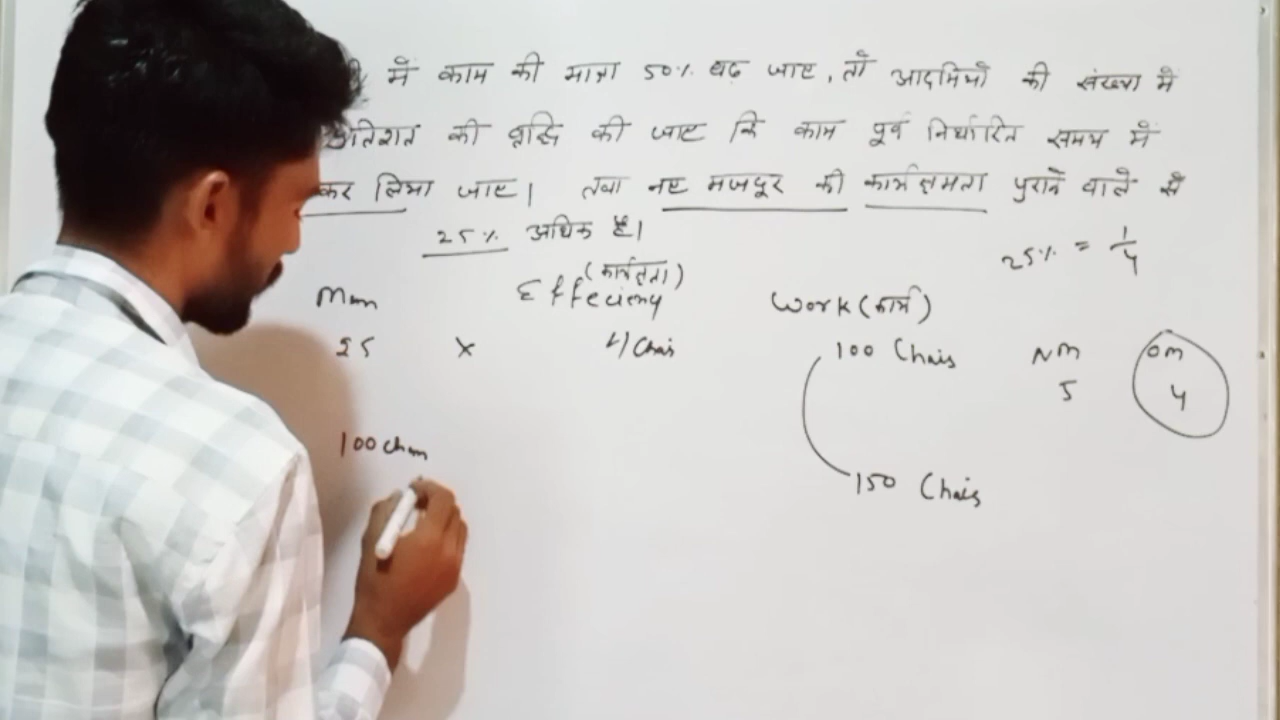 में काम की मात्रा 50% बढ जाए, तो आदमियों की संख्या में
प्रतिशत की वृद्धि की जाए कि काम पूर्व निर्धारित समय में
कर लिया जाए। तथा नए मजदूर की कार्यक्षमता पुराने वाले से
25% अधिक है।
25% = 1/4
(कार्यक्षमता)
Man Effeciency Work (कार्य)
25 x 4 Chais 100 Chais NM OM
5 4
100 Chais
150 Chais